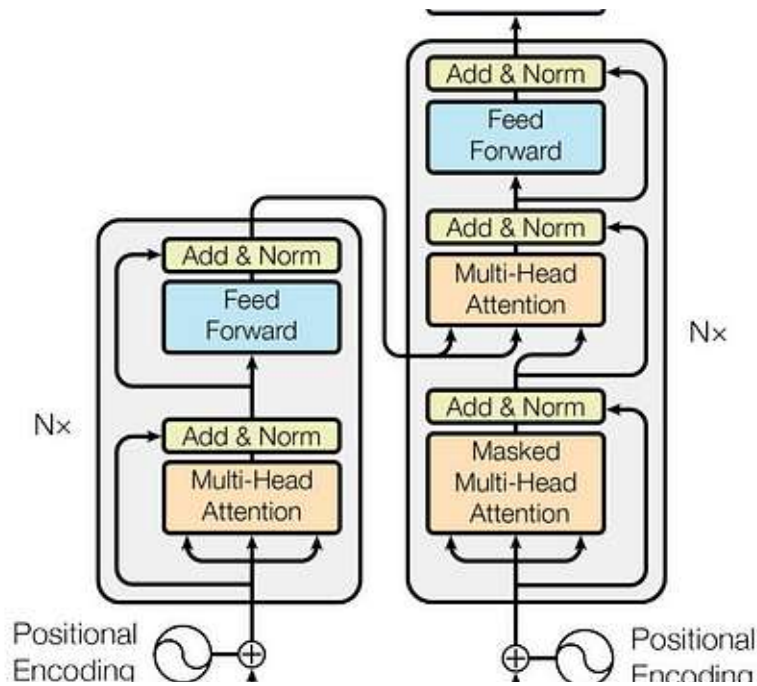 Add & Norm
Feed
Forward
Add & Norm
Multi-Head
Attention
Nx
Add & Norm
Masked
Multi-Head
Attention
Add & Norm
Feed
Forward
Nx
Add & Norm
Multi-Head
Attention
Positional
Encoding
Positional
Encoding